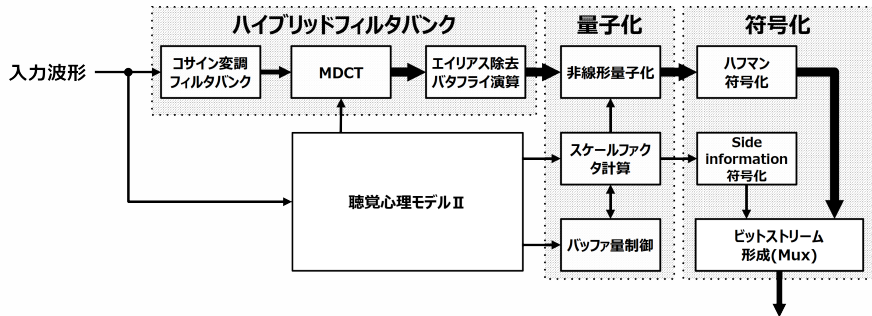 ハイブリッドフィルタバンク
量子化
符号化
入力波形
コサイン変調
フィルタバンク
MDCT
エイリアス除去
バタフライ演算
非線形量子化
ハフマン
符号化
聴覚心理モデルⅡ
スケールファク
タ計算
Side
information
符号化
バッファ量制御
ビットストリーム
形成(Mux)